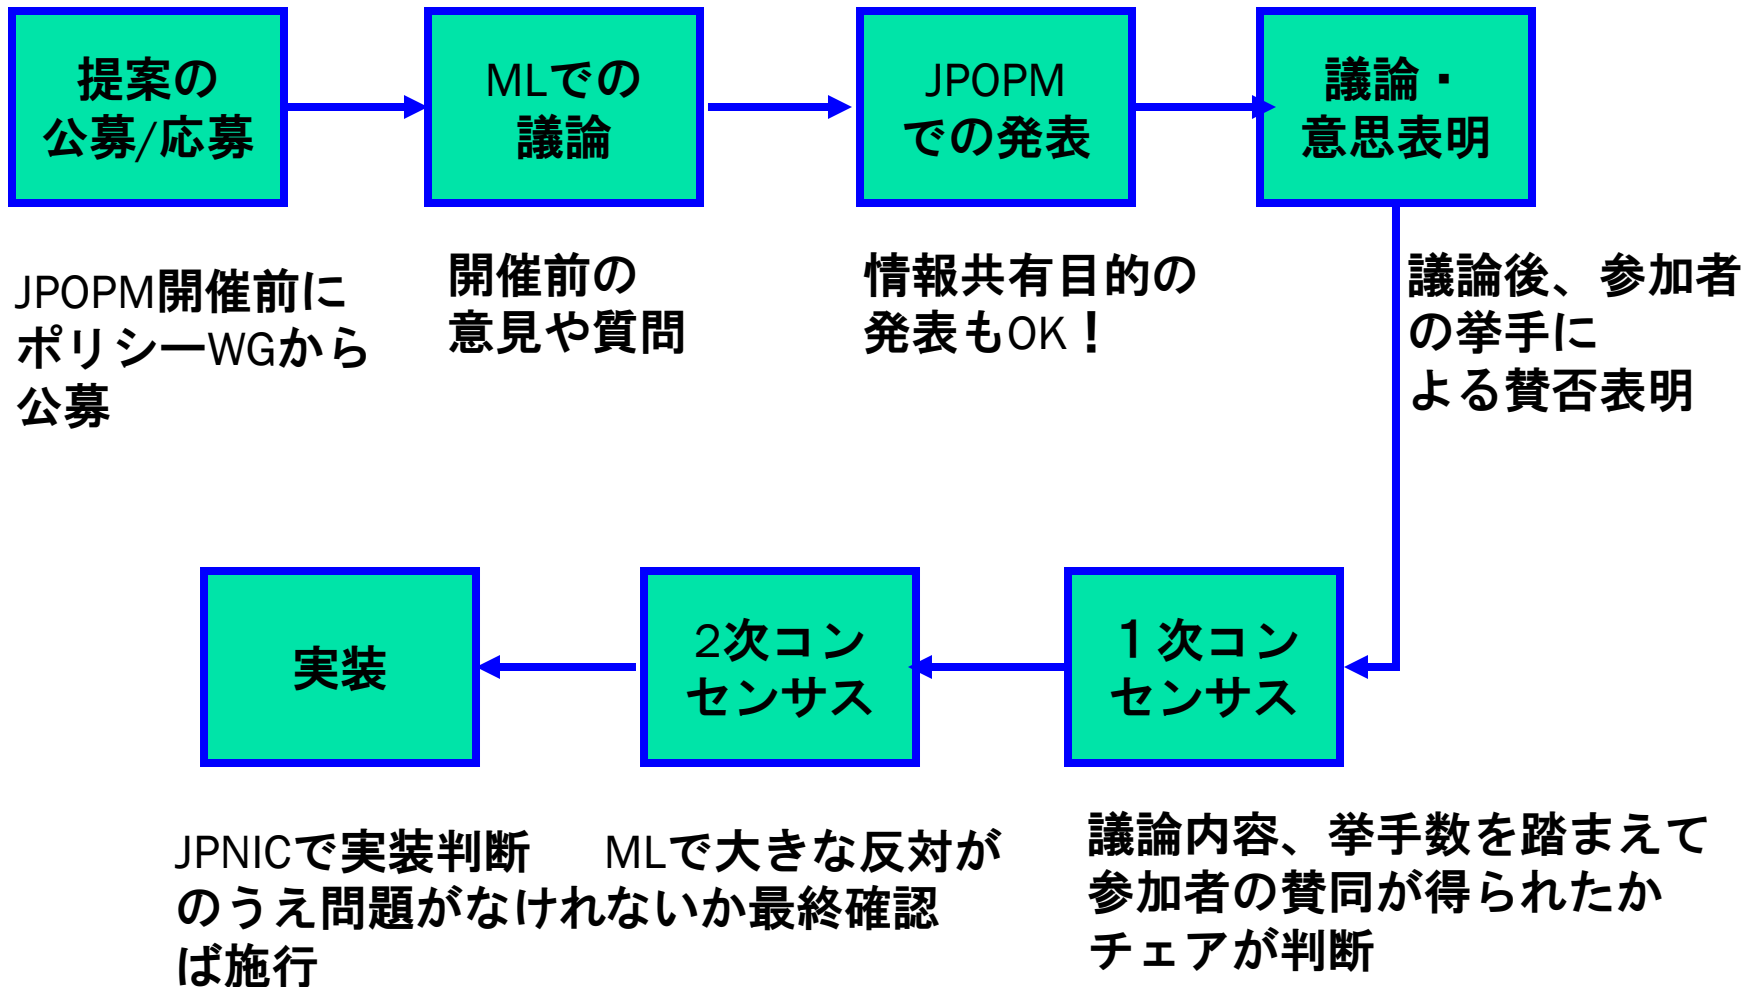 提案の
公募/応募
MLでの
議論
JPOPM
での発表
議論・
意思表明
JPOPM開催前に
ポリシーWGから
公募
開催前の
意見や質問
情報共有目的の
発表もOK！
議論後、参加者
の挙手に
よる賛否表明
１次コン
センサス
2次コン
センサス
実装
議論内容、挙手数を踏まえて
参加者の賛同が得られたか
チェアが判断
MLで大きな反対が
ないか最終確認
JPNICで実装判断
のうえ問題がなけれ
ば施行